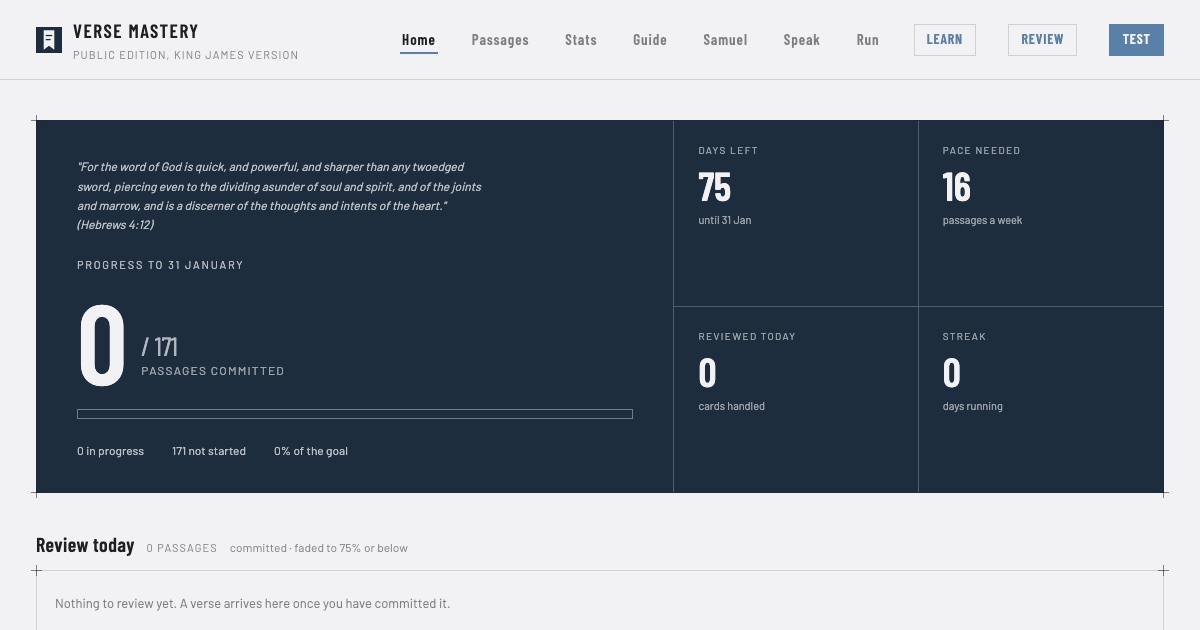 VERSE MASTERY
PUBLIC EDITION, KING JAMES VERSION
Home
Passages
Stats
Guide
Samuel
Speak
Run
LEARN
REVIEW
TEST
"For the word of God is quick, and powerful, and sharper than any twoedged
sword, piercing even to the dividing asunder of soul and spirit, and of the joints
and marrow, and is a discerner of the thoughts and intents of the heart."
(Hebrews 4:12)
PROGRESS TO 31 JANUARY
0 / 171
PASSAGES COMMITTED
0 in progress
171 not started
0% of the goal
DAYS LEFT
75
until 31 Jan
PACE NEEDED
16
passages a week
REVIEWED TODAY
0
cards handled
STREAK
0
days running
Review today 0 PASSAGES committed · faded to 75% or below
Nothing to review yet. A verse arrives here once you have committed it.